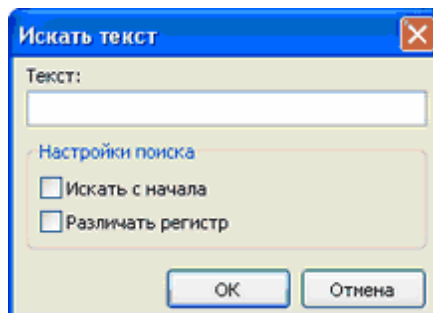 Искать текст
Текст:
Настройки поиска
Искать с начала
Различать регистр
OK
Отмена